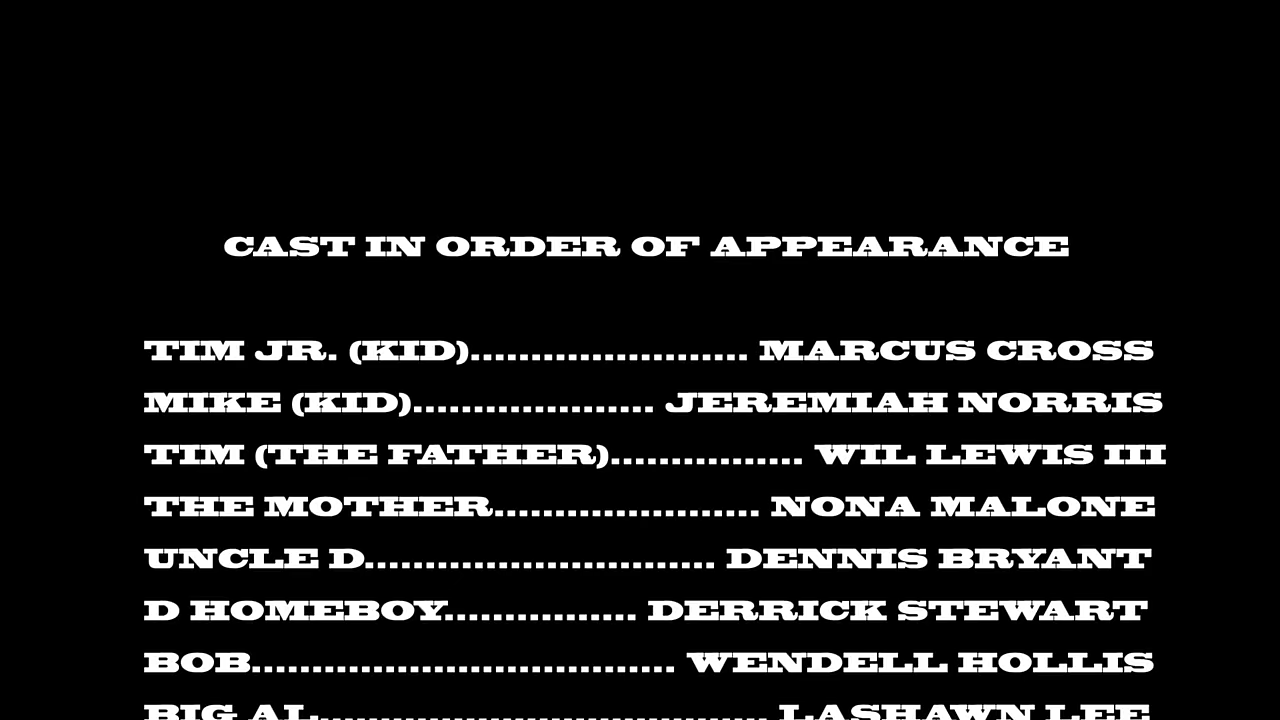 CAST IN ORDER OF APPEARANCE
TIM JR. (KID)....................... MARCUS CROSS
MIKE (KID).................... JEREMIAH NORRIS
TIM (THE FATHER)................ WIL LEWIS III
THE MOTHER...................... NONA MALONE
UNCLE D............................. DENNIS BRYANT
D HOMEBOY................ DERRICK STEWART
BOB................................... WENDELL HOLLIS
BIG AL..................................... LASHAWN LEE